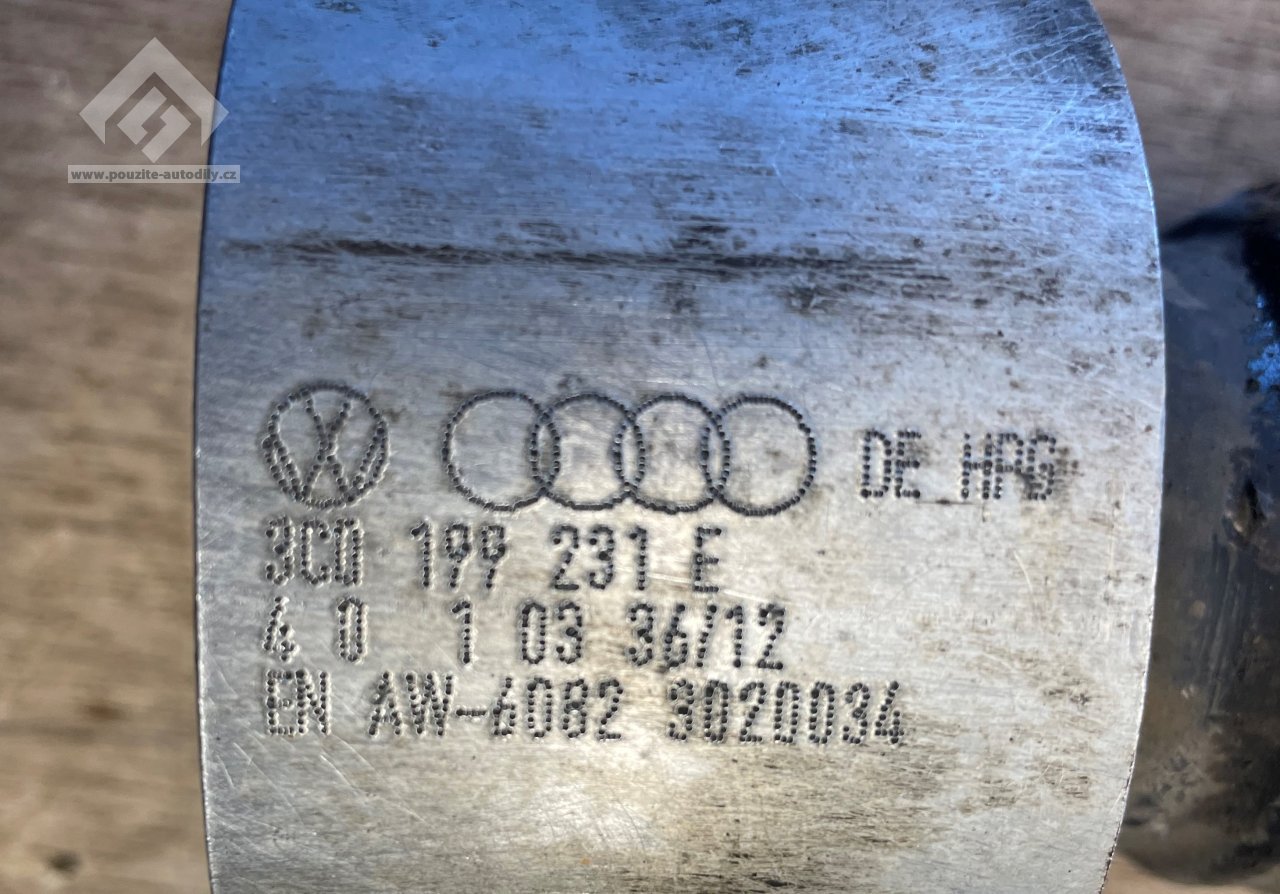 www.pouzite-autodily.cz
DE HPG
3C0 199 231 E
4 0 1 03 36/12
EN AW-6082 3020034